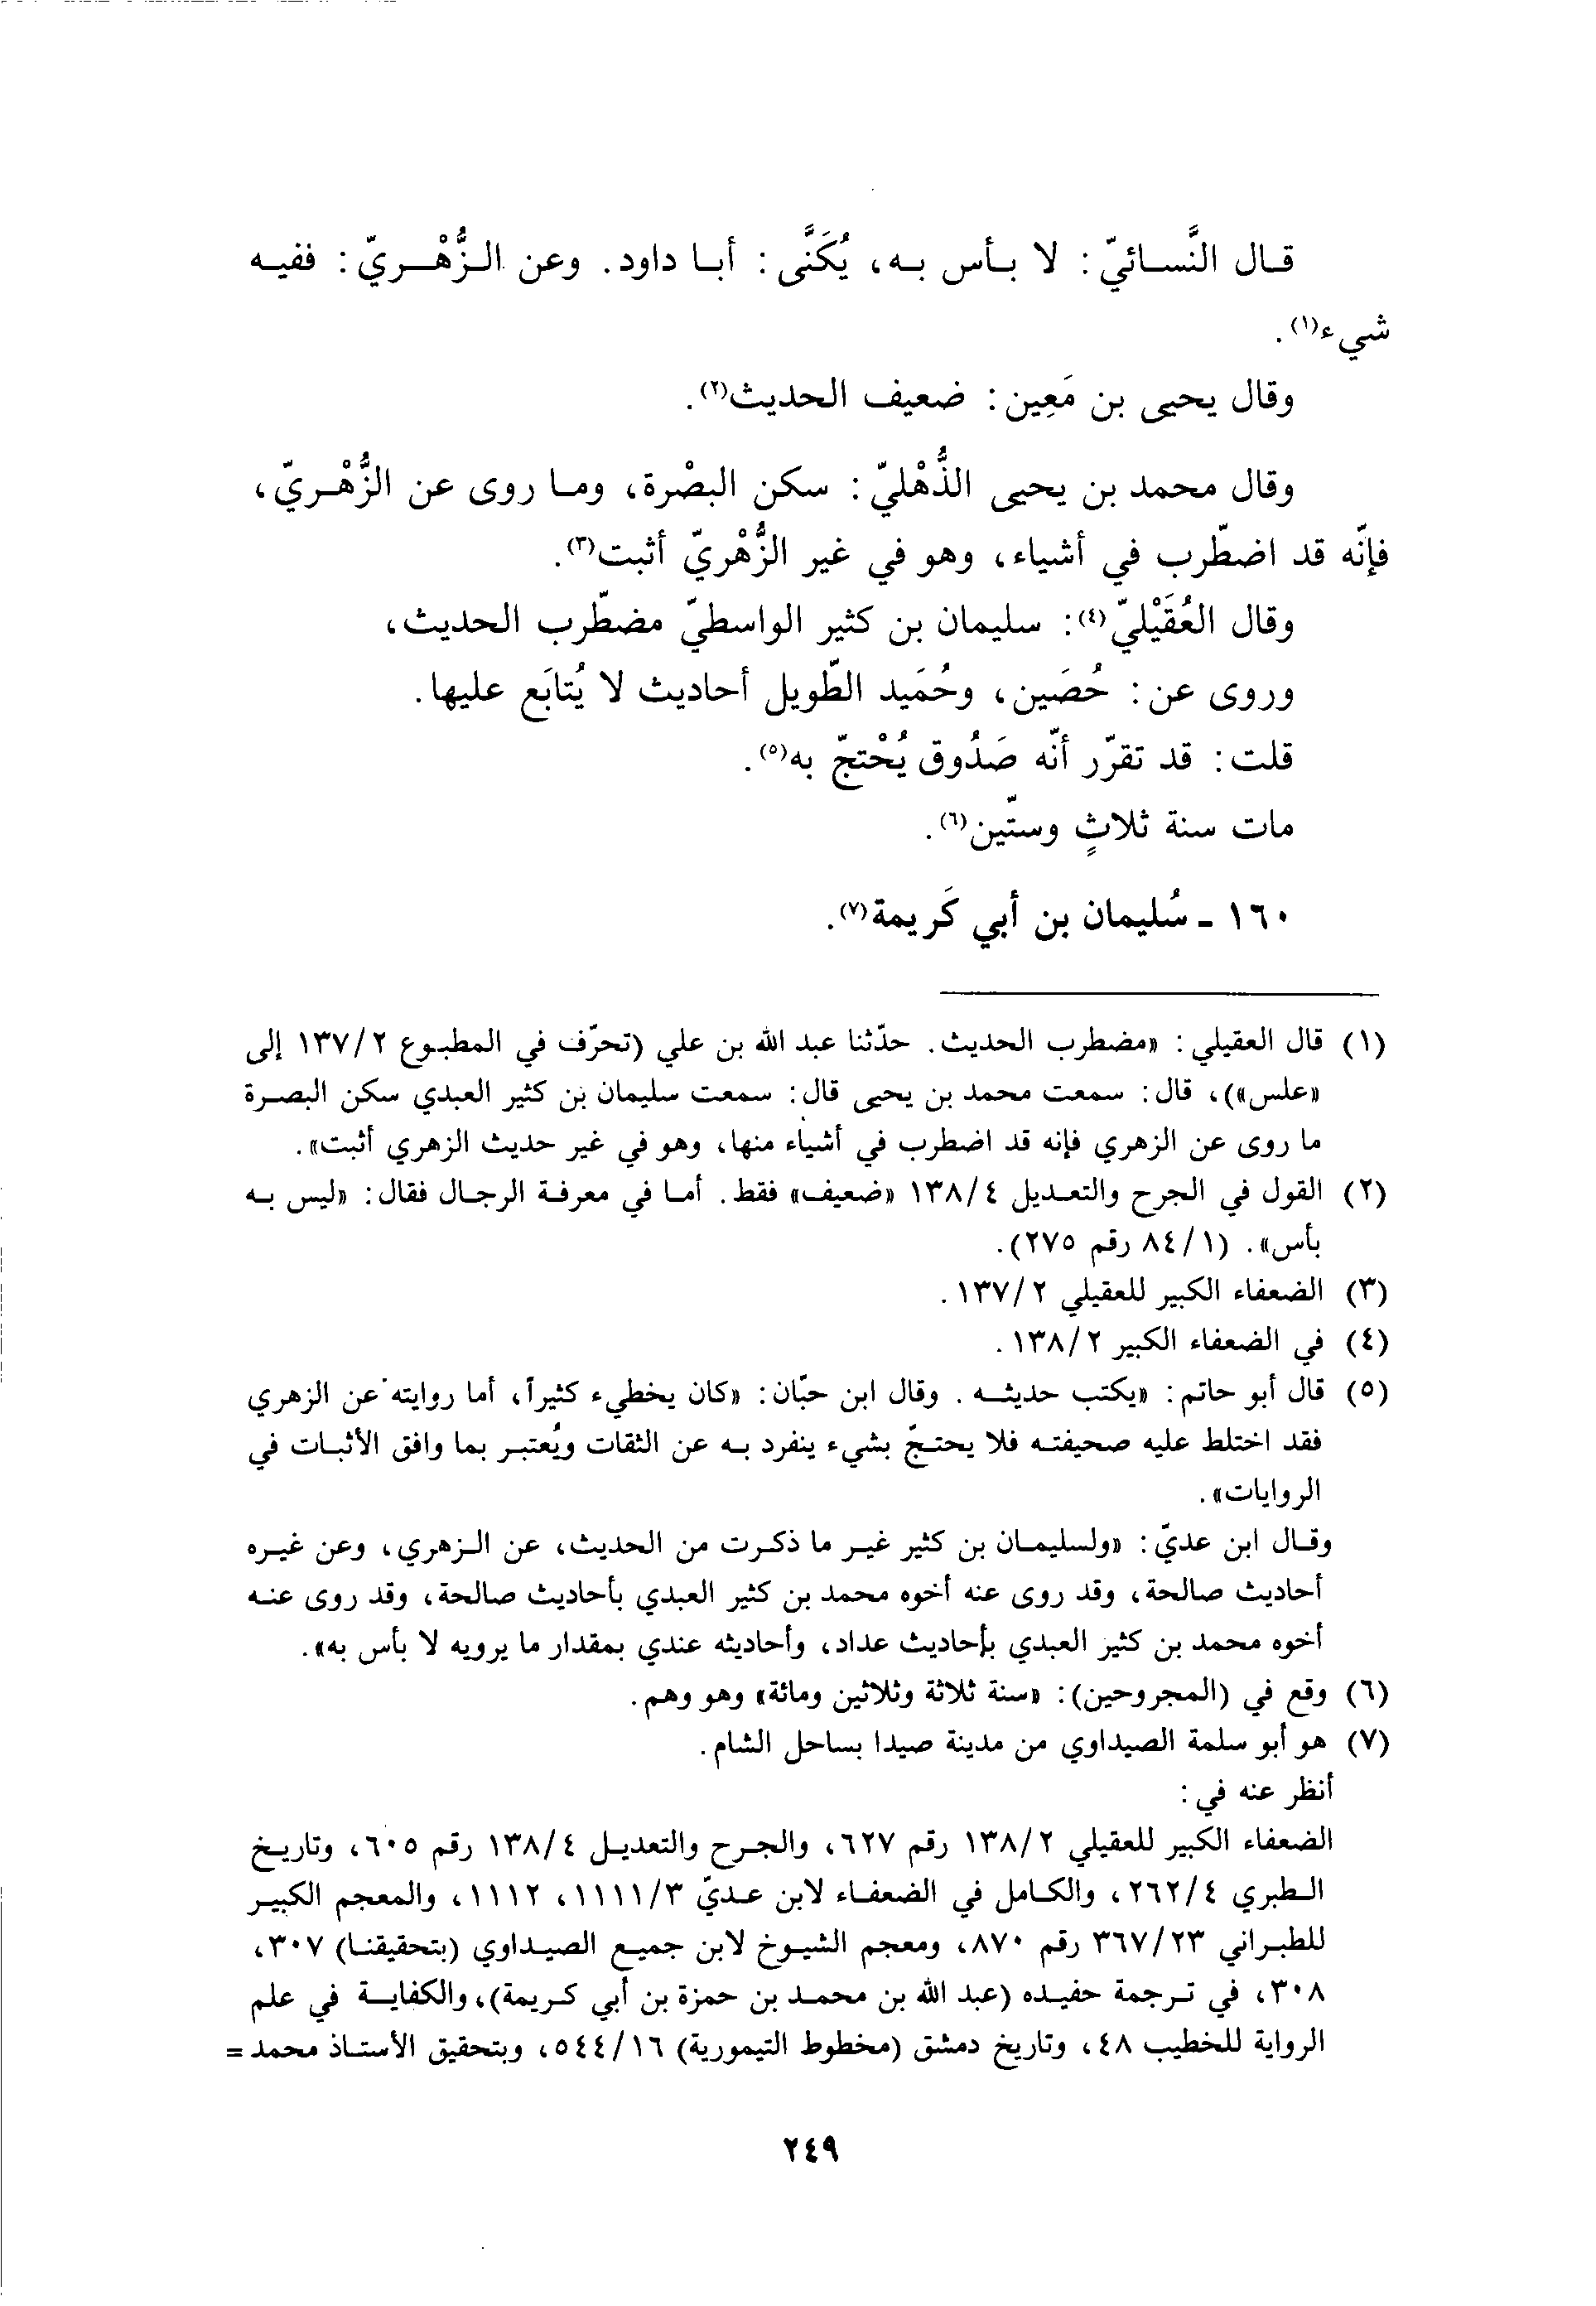 قال النَّسائيّ: لا بأس به، يُكَنَّى: أبا داود. وعن الزُّهْريّ: ففيه
شيء(١).
وقال يحيى بن مَعِين: ضعيف الحديث(٢).
وقال محمد بن يحيى الذُّهْليّ: سكن البصْرة، وما روى عن الزُّهْريّ،
فإنّه قد اضطّرب في أشياء، وهو في غير الزُّهْريّ أثبت(٣).
وقال العُقَيْليّ(٤): سليمان بن كثير الواسطيّ مضطّرب الحديث،
وروى عن: حُصَين، وحُمَيد الطّويل أحاديث لا يُتابَع عليها.
قلت: قد تقرّر أنّه صَدُوق يُحْتجّ به(٥).
مات سنة ثلاثٍ وستّين(٦).
١٦٠ - سُليمان بن أبي كَريمة(٧).
(١) قال العقيلي: «مضطرب الحديث. حدّثنا عبد الله بن علي (تحرّف في المطبوع ١٣٧/٢ إلى
«علس»)، قال: سمعت محمد بن يحيى قال: سمعت سليمان بن كثير العبدي سكن البصرة
ما روى عن الزهري فإنه قد اضطرب في أشياء منها، وهو في غير حديث الزهري أثبت».
(٢) القول في الجرح والتعديل ١٣٨/٤ «ضعيف» فقط. أما في معرفة الرجال فقال: «ليس به
بأس». (٨٤/١ رقم ٢٧٥).
(٣) الضعفاء الكبير للعقيلي ١٣٧/٢.
(٤) في الضعفاء الكبير ١٣٨/٢.
(٥) قال أبو حاتم: «يكتب حديثه. وقال ابن حبّان: «كان يخطيء كثيراً، أما روايته عن الزهري
فقد اختلط عليه صحيفته فلا يحتجّ بشيء ينفرد به عن الثقات ويُعتبر بما وافق الأثبات في
الروايات».
وقال ابن عديّ: «ولسليمان بن كثير غير ما ذكرت من الحديث، عن الزهري، وعن غيره
أحاديث صالحة، وقد روى عنه أخوه محمد بن كثير العبدي بأحاديث صالحة، وقد روى عنه
أخوه محمد بن كثير العبدي بأحاديث عداد، وأحاديثه عندي بمقدار ما يرويه لا بأس به».
(٦) وقع في (المجروحين): «سنة ثلاثة وثلاثين ومائة» وهو وهم.
(٧) هو أبو سلمة الصيداوي من مدينة صيدا بساحل الشام.
أنظر عنه في:
الضعفاء الكبير للعقيلي ١٣٨/٢ رقم ٦٢٧، والجرح والتعديل ١٣٨/٤ رقم ٦٠٥، وتاريخ
الطبري ٢٦٢/٤، والكامل في الضعفاء لابن عديّ ١١١١/٣، ١١١٢، والمعجم الكبير
للطبراني ٣٦٧/٢٣ رقم ٨٧٠، ومعجم الشيوخ لابن جميع الصيداوي (بتحقيقنا) ٣٠٧،
٣٠٨، في ترجمة حفيده (عبد الله بن محمد بن حمزة بن أبي كريمة)، والكفاية في علم
الرواية للخطيب ٤٨، وتاريخ دمشق (مخطوط التيمورية) ٥٤٤/١٦، وبتحقيق الأستاذ محمد =
٢٤٩